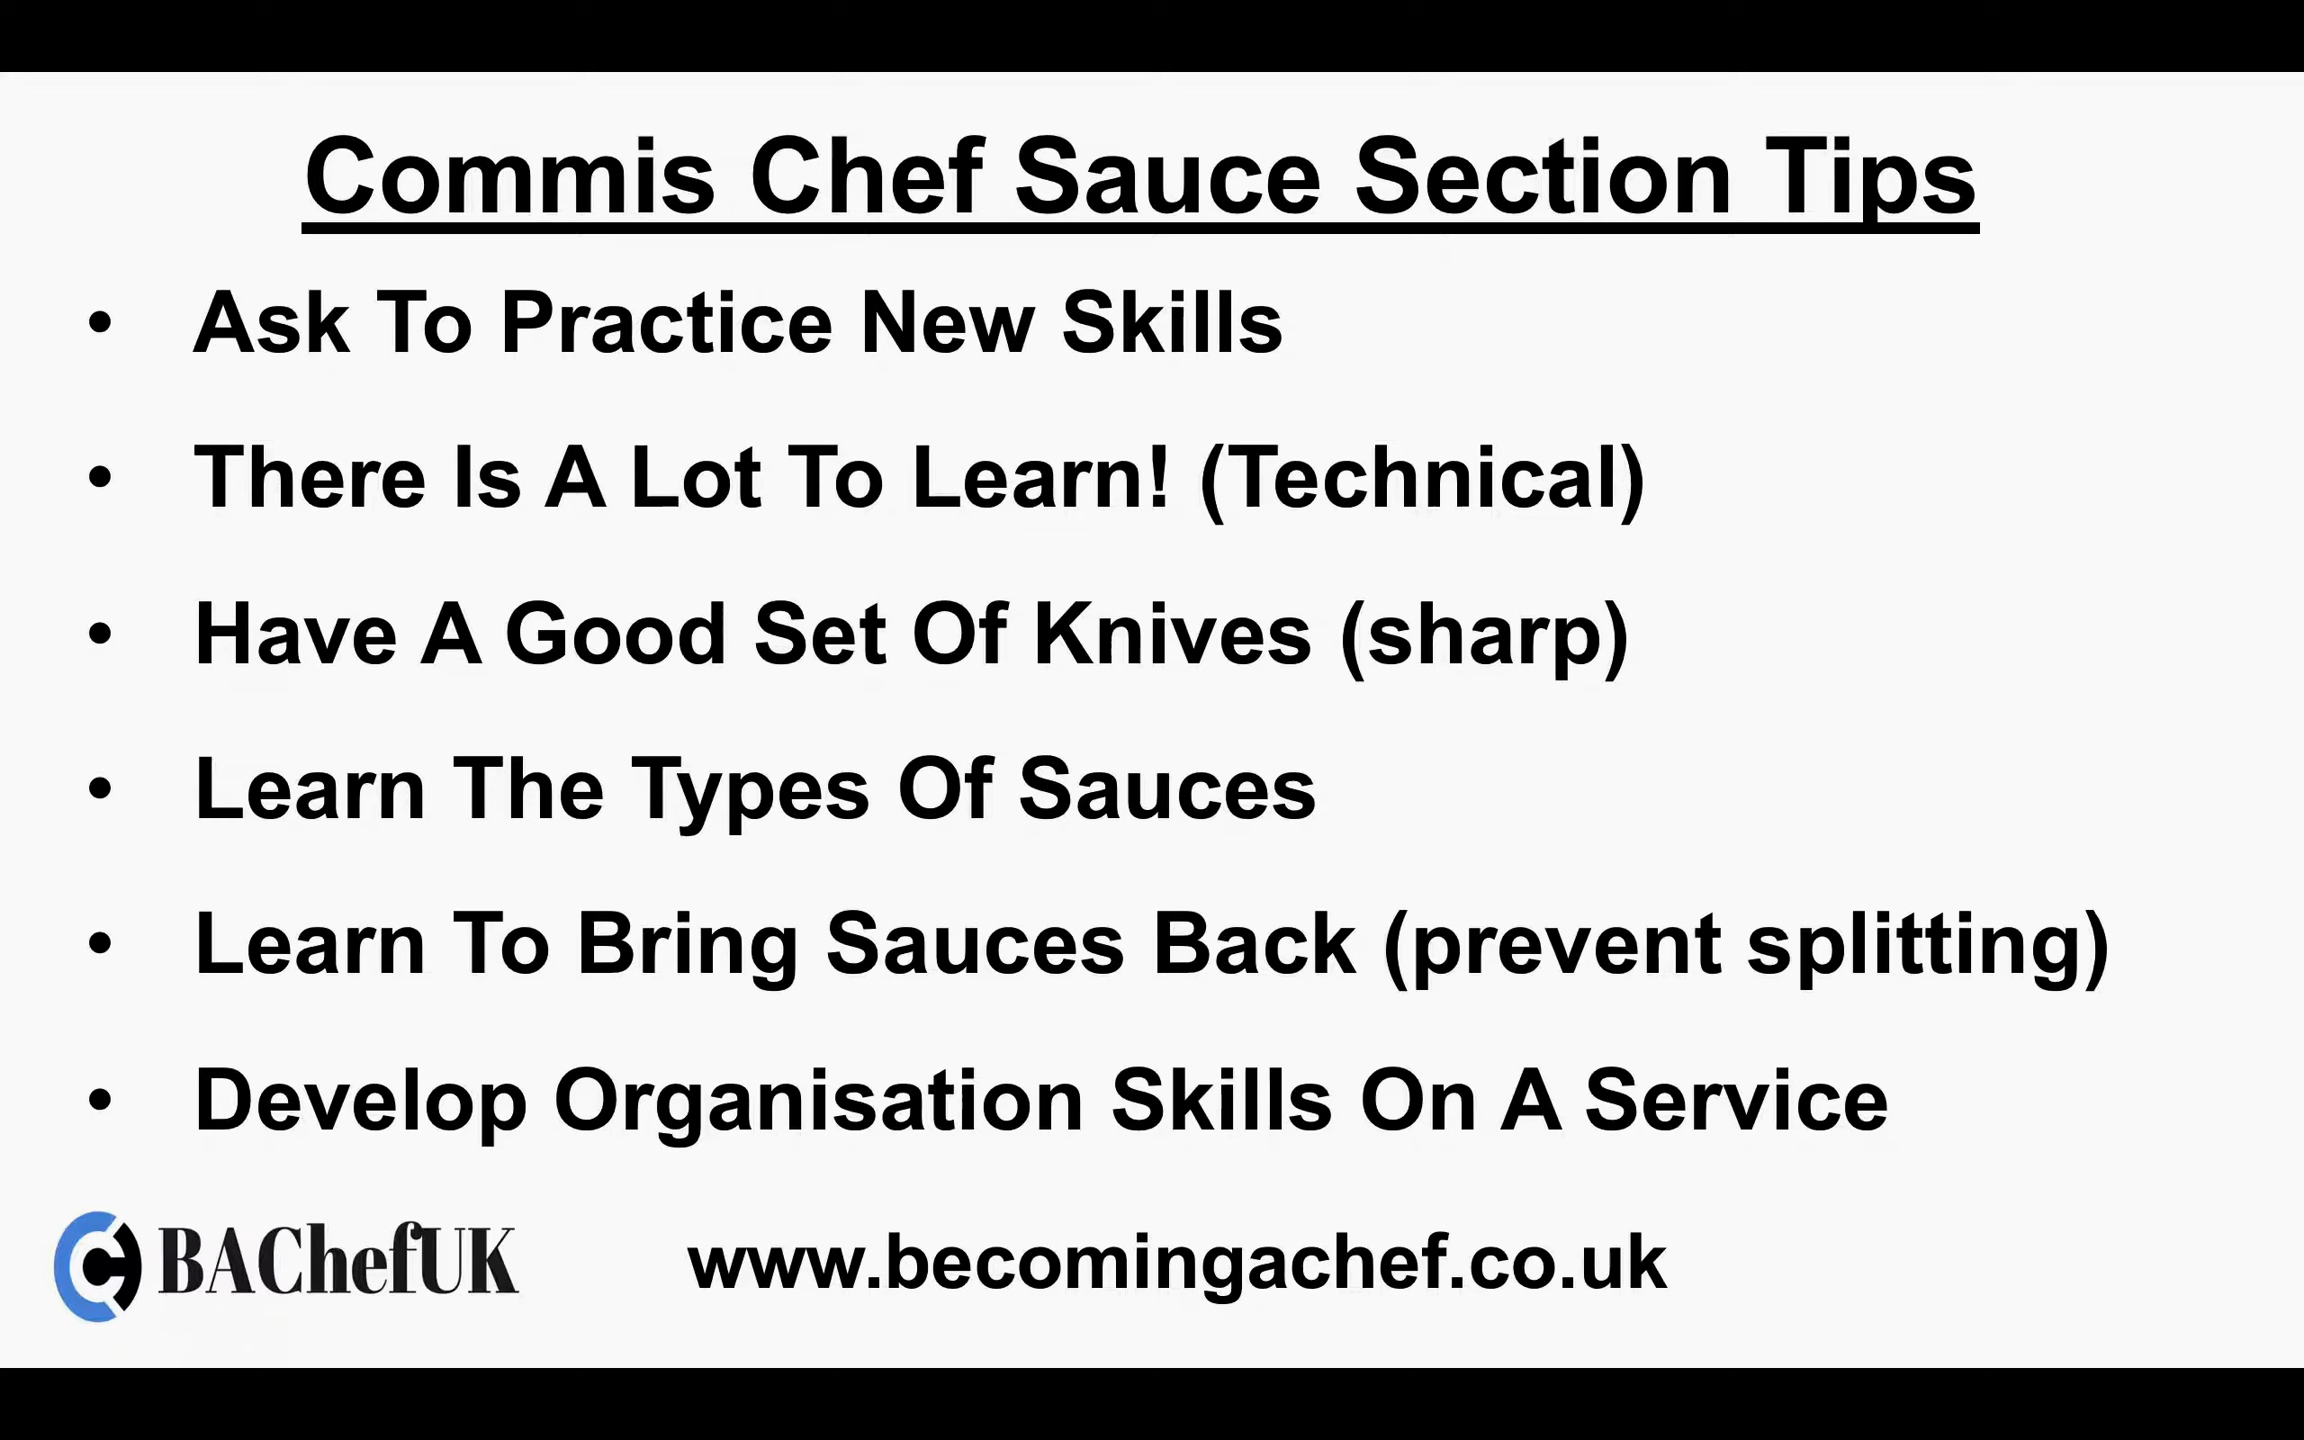 Commis Chef Sauce Section Tips
• Ask To Practice New Skills
• There Is A Lot To Learn! (Technical)
• Have A Good Set Of Knives (sharp)
• Learn The Types Of Sauces
• Learn To Bring Sauces Back (prevent splitting)
• Develop Organisation Skills On A Service
BAChefUK
www.becomingachef.co.uk